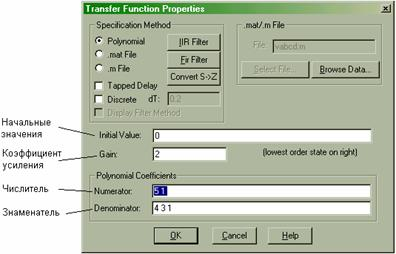 Transfer Function Properties
Specification Method
Polynomial
.mat File
.m File
IIR Filter
Fir Filter
Convert S->Z
Tapped Delay
Discrete dT: 0.2
Display Filter Method
.mat/.m File
File: vabcd.m
Select File...
Browse Data...
Начальные значения
Initial Value: 0
Коэффициент усиления
Gain: 2
(lowest order state on right)
Polynomial Coefficients
Числитель
Numerator: 5 1
Знаменатель
Denominator: 4 3 1
OK
Cancel
Help